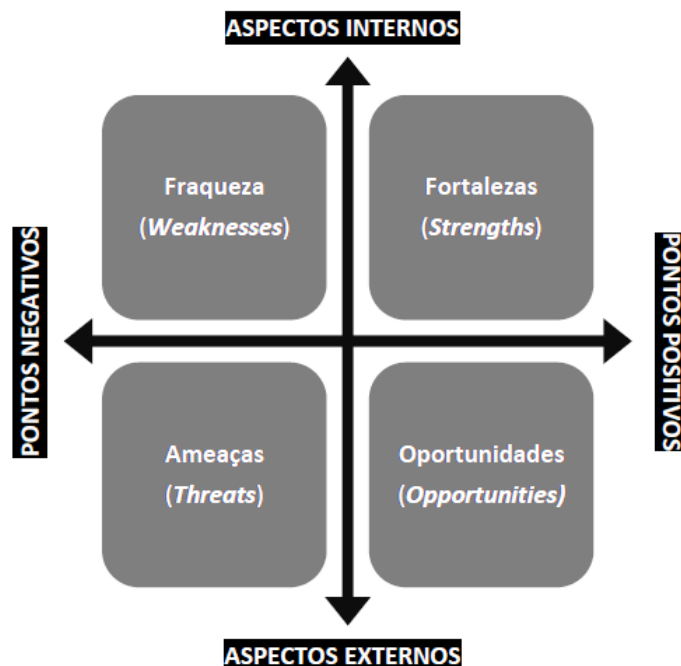 ASPECTOS INTERNOS
Fraqueza
(Weaknesses)
Fortalezas
(Strengths)
PONTOS NEGATIVOS
PONTOS POSITIVOS
Ameaças
(Threats)
Oportunidades
(Opportunities)
ASPECTOS EXTERNOS